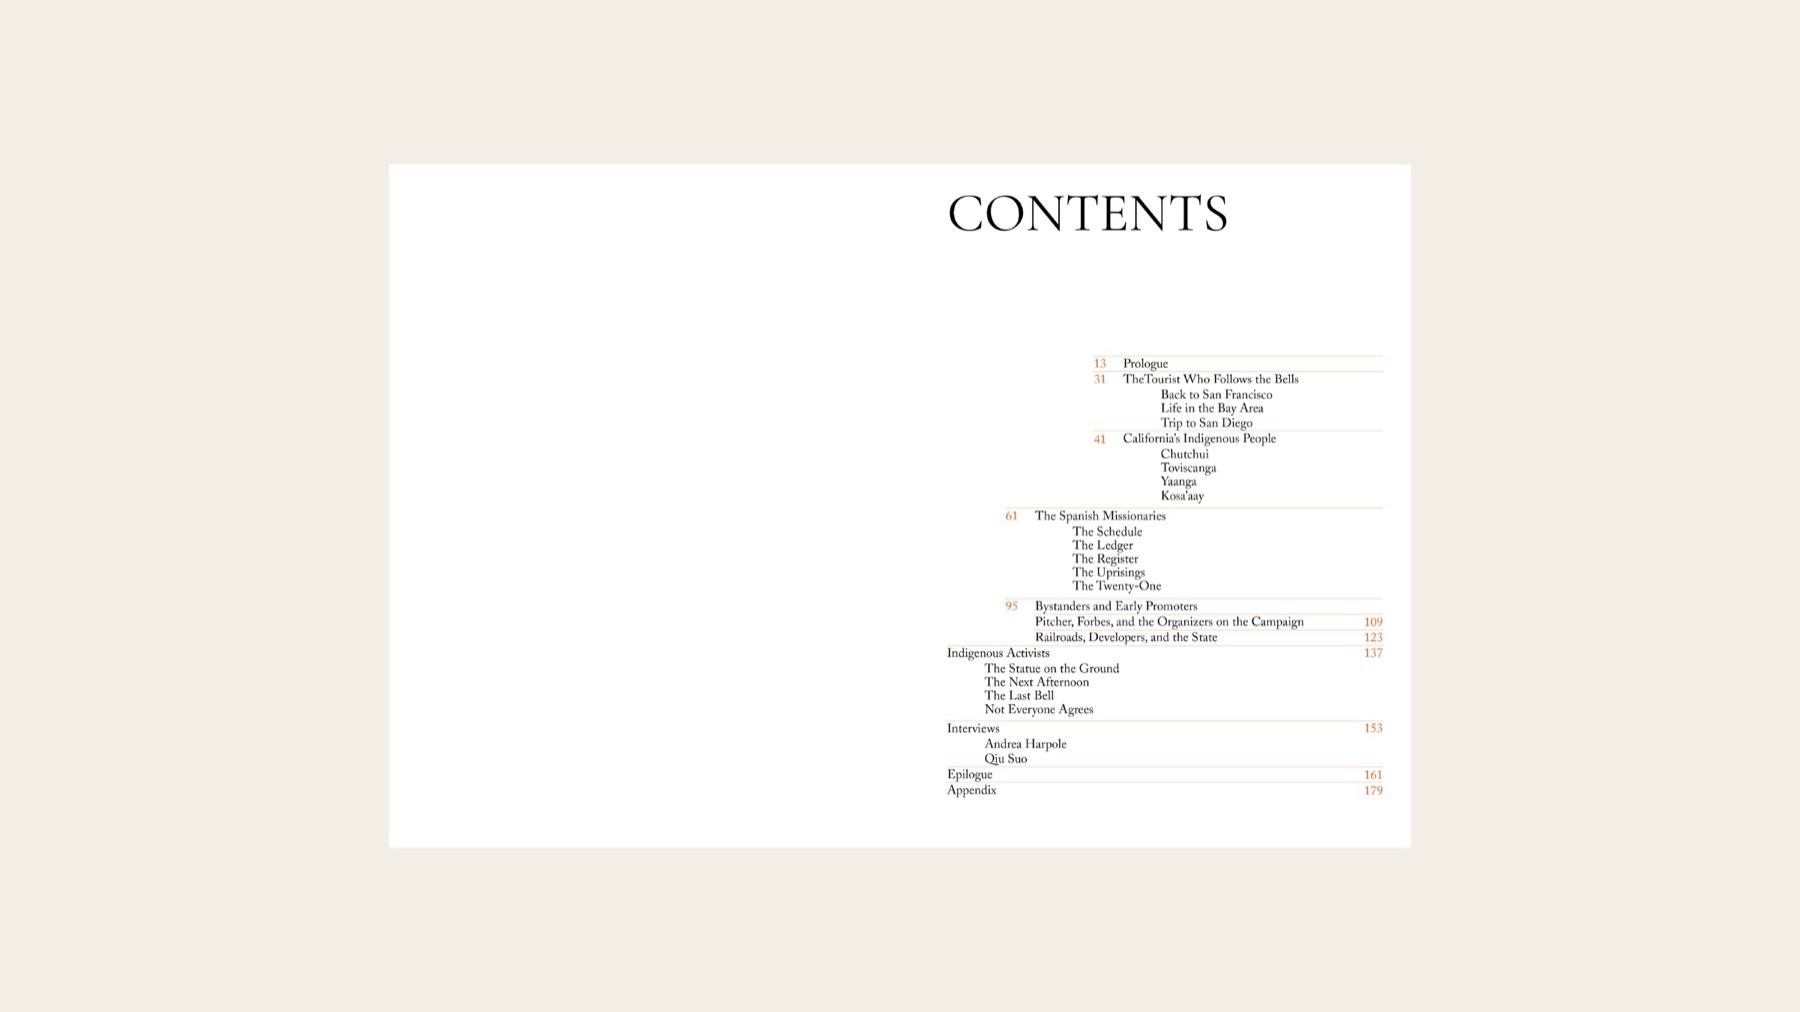 CONTENTS
13 Prologue
31 TheTourist Who Follows the Bells
Back to San Francisco
Life in the Bay Area
Trip to San Diego
41 California's Indigenous People
Chutchui
Toviscanga
Yaanga
Kosa'aay
61 The Spanish Missionaries
The Schedule
The Ledger
The Register
The Uprisings
The Twenty-One
95 Bystanders and Early Promoters
Pitcher, Forbes, and the Organizers on the Campaign 109
Railroads, Developers, and the State 123
Indigenous Activists 137
The Statue on the Ground
The Next Afternoon
The Last Bell
Not Everyone Agrees
Interviews 153
Andrea Harpole
Qiu Suo
Epilogue 161
Appendix 179